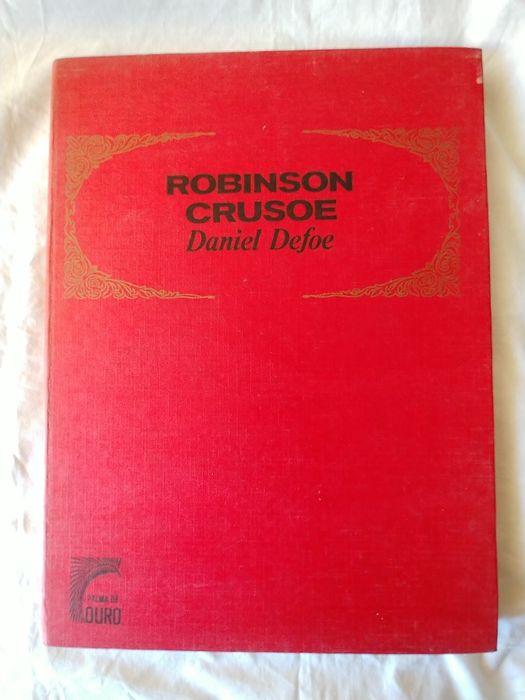 ROBINSON
CRUSOE
Daniel Defoe
PALMA DE
OURO